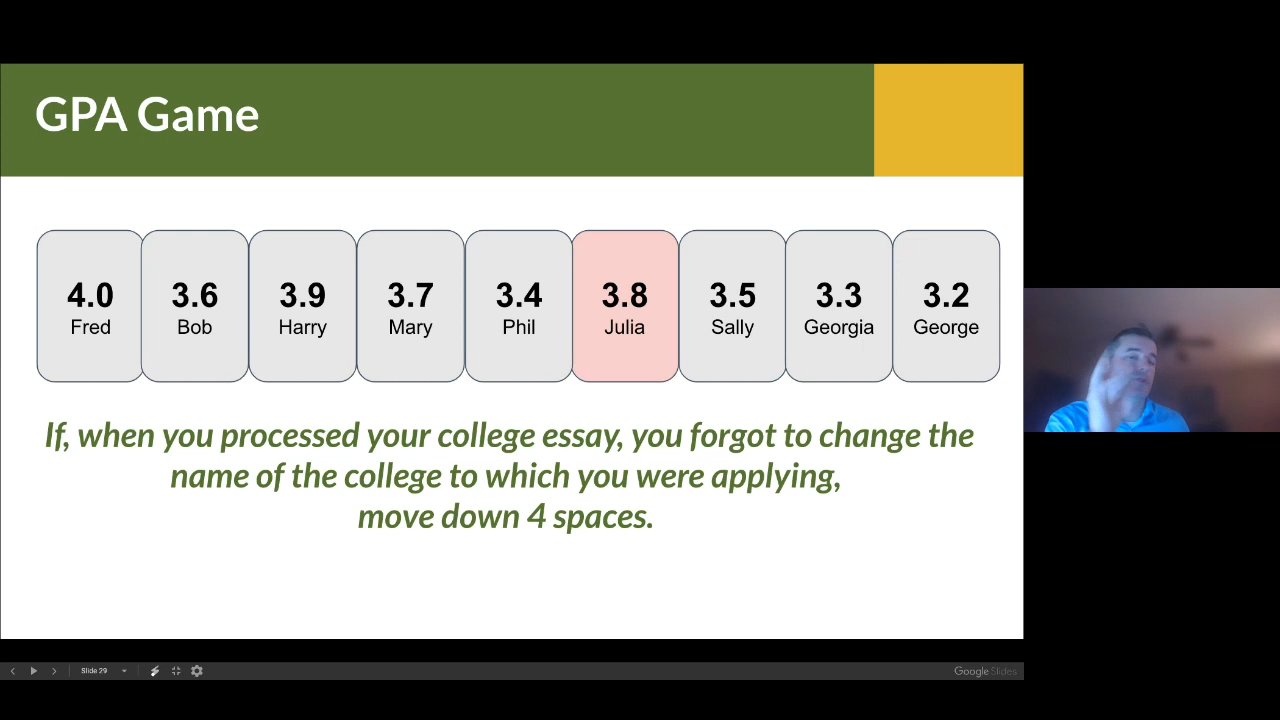 GPA Game
4.0 3.6 3.9 3.7 3.4 3.8 3.5 3.3 3.2
Fred Bob Harry Mary Phil Julia Sally Georgia George
If, when you processed your college essay, you forgot to change the
name of the college to which you were applying,
move down 4 spaces.
Slide 29
Google Slides